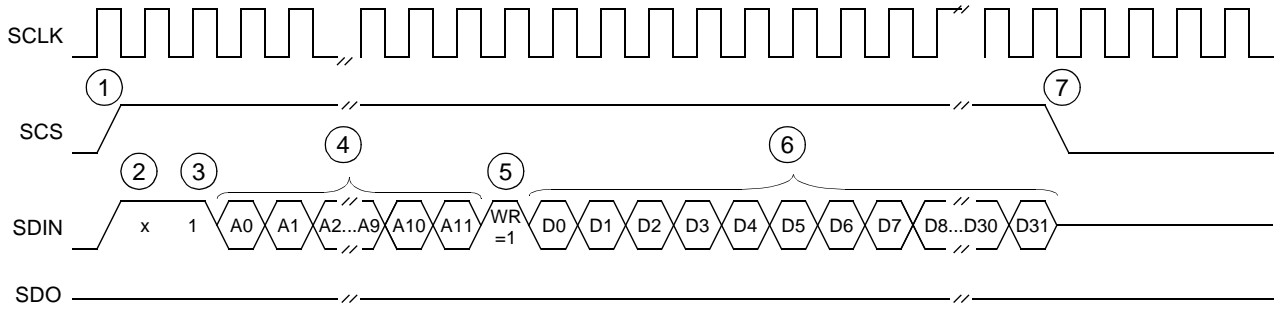 SCLK
1 7
SCS
4 6
2 3 5
SDIN x 1 A0 A1 A2...A9 A10 A11 WR =1 D0 D1 D2 D3 D4 D5 D6 D7 D8...D30 D31
SDO